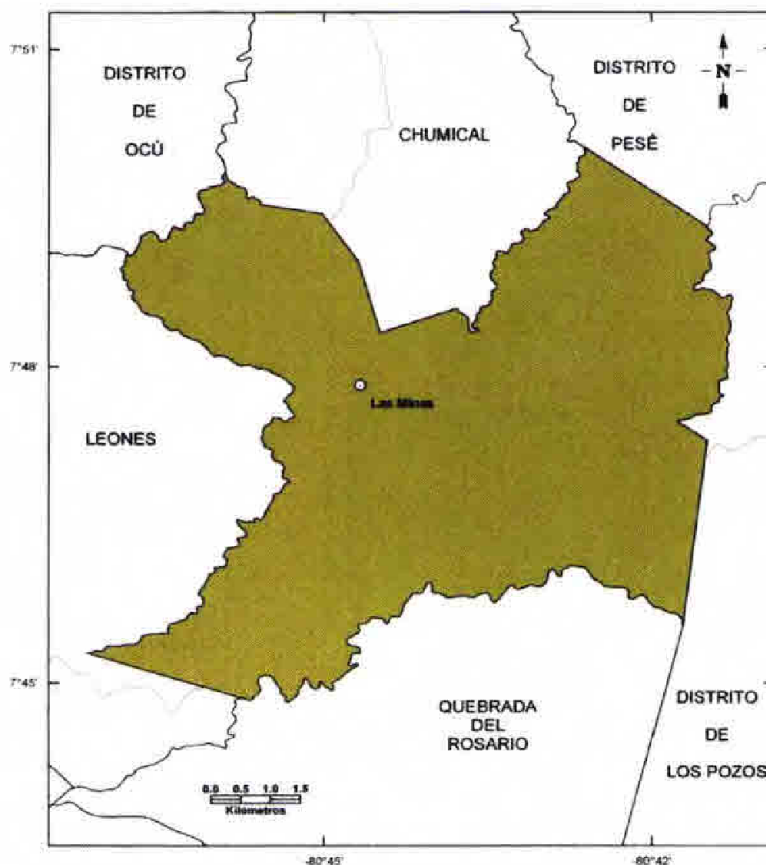 7°51'
DISTRITO
DE
OCÚ
CHUMICAL
DISTRITO
DE
PESÉ
N
7°48'
Las Minas
LEONES
7°45'
QUEBRADA
DEL
ROSARIO
DISTRITO
DE
LOS POZOS
0.0 0.5 1.0 1.5
Kilometros
-80°45'
-80°42'